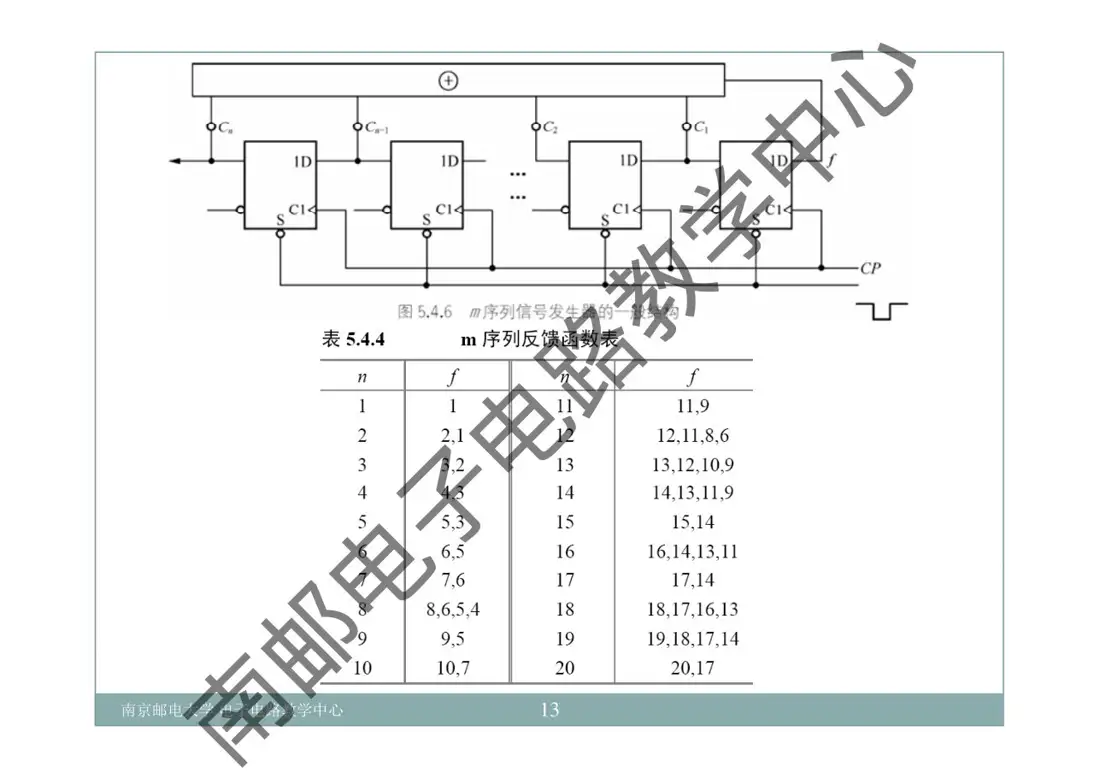 ⊕
Cn Cn-1 C2 C1
1D 1D ... 1D 1D f
...
C1 C1 C1 C1
S S S S
CP
图 5.4.6 m 序列信号发生器的一般结构
表 5.4.4 m 序列反馈函数表
n f n f
1 1 11 11,9
2 2,1 12 12,11,8,6
3 3,2 13 13,12,10,9
4 4,3 14 14,13,11,9
5 5,3 15 15,14
6 6,5 16 16,14,13,11
7 7,6 17 17,14
8 8,6,5,4 18 18,17,16,13
9 9,5 19 19,18,17,14
10 10,7 20 20,17
南京邮电大学 电子电路教学中心 13
南邮电子电路教学中心